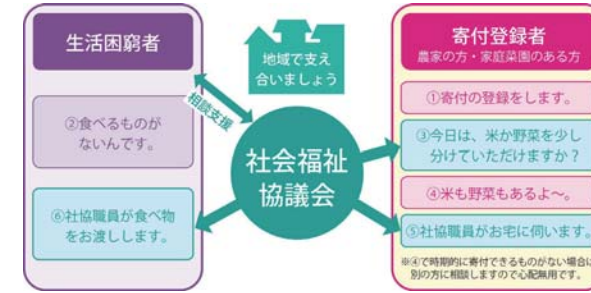 生活困窮者
②食べるものが
ないんです。
⑥社協職員が食べ物
をお渡しします。
地域で支え
合いましょう
相談支援
社会福祉
協議会
寄付登録者
農家の方・家庭菜園のある方
①寄付の登録をします。
③今日は、米か野菜を少し
分けていただけますか?
④米も野菜もあるよ〜。
⑤社協職員がお宅に伺います。
※④で時期的に寄付できるものがない場合は
別の方に相談しますので心配無用です。